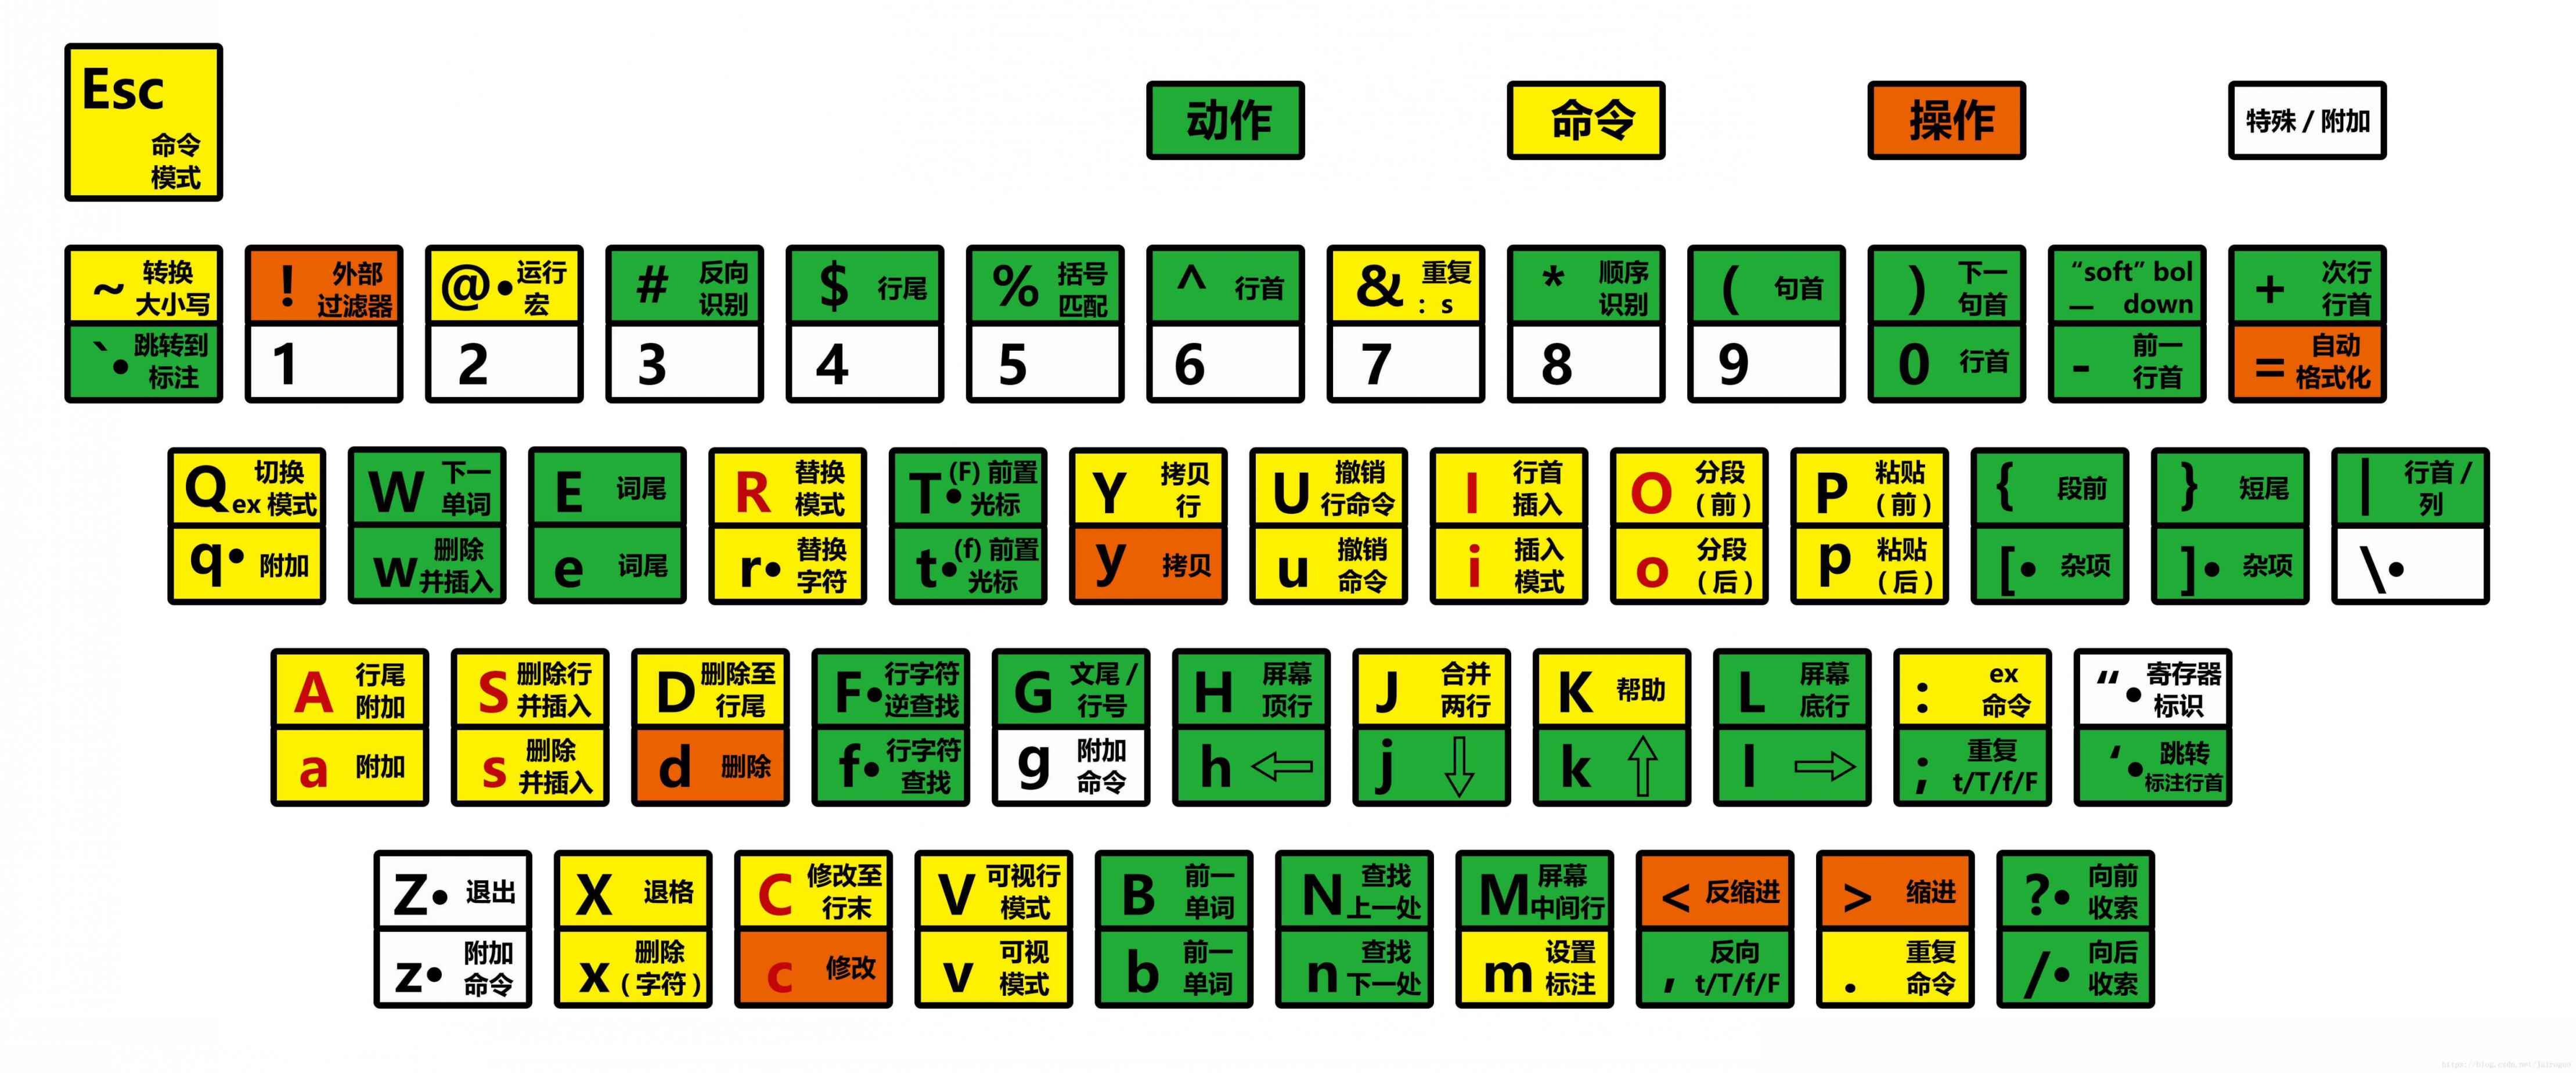 Esc
命令
模式
动作
命令
操作
特殊 / 附加
~ 转换
大小写
! 外部
过滤器
@• 运行
宏
# 反向
识别
$ 行尾
% 括号
匹配
^ 行首
& 重复
: s
* 顺序
识别
( 句首
) 下一
句首
“soft” bol
— down
+ 次行
行首
`• 跳转到
标注
1
2
3
4
5
6
7
8
9
0 行首
- 前一
行首
= 自动
格式化
Q 切换
ex 模式
W 下一
单词
E 词尾
R 替换
模式
T• (F) 前置
光标
Y 拷贝
行
U 撤销
行命令
I 行首
插入
O 分段
（前）
P 粘贴
（前）
{ 段前
} 短尾
| 行首 /
列
q• 附加
w 删除
并插入
e 词尾
r• 替换
字符
t• (f) 前置
光标
y 拷贝
u 撤销
命令
i 插入
模式
o 分段
（后）
p 粘贴
（后）
[• 杂项
]• 杂项
\•
A 行尾
附加
S 删除行
并插入
D 删除至
行尾
F• 行字符
逆查找
G 文尾 /
行号
H 屏幕
顶行
J 合并
两行
K 帮助
L 屏幕
底行
: ex
命令
“• 寄存器
标识
a 附加
s 删除
并插入
d 删除
f• 行字符
查找
g 附加
命令
h ⇦
j ⇩
k ⇧
l ⇨
; 重复
t/T/f/F
‘• 跳转
标注行首
Z• 退出
X 退格
C 修改至
行末
V 可视行
模式
B 前一
单词
N 查找
上一处
M 屏幕
中间行
< 反缩进
> 缩进
?• 向前
收索
z• 附加
命令
x 删除
（字符）
c 修改
v 可视
模式
b 前一
单词
n 查找
下一处
m 设置
标注
, 反向
t/T/f/F
. 重复
命令
/• 向后
收索